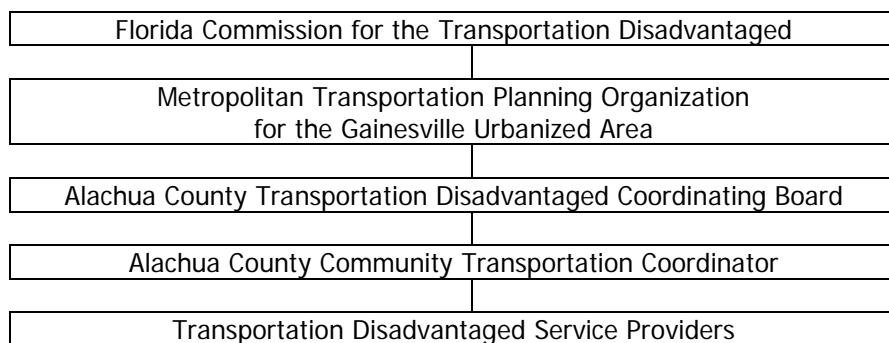 Florida Commission for the Transportation Disadvantaged
Metropolitan Transportation Planning Organization
for the Gainesville Urbanized Area
Alachua County Transportation Disadvantaged Coordinating Board
Alachua County Community Transportation Coordinator
Transportation Disadvantaged Service Providers